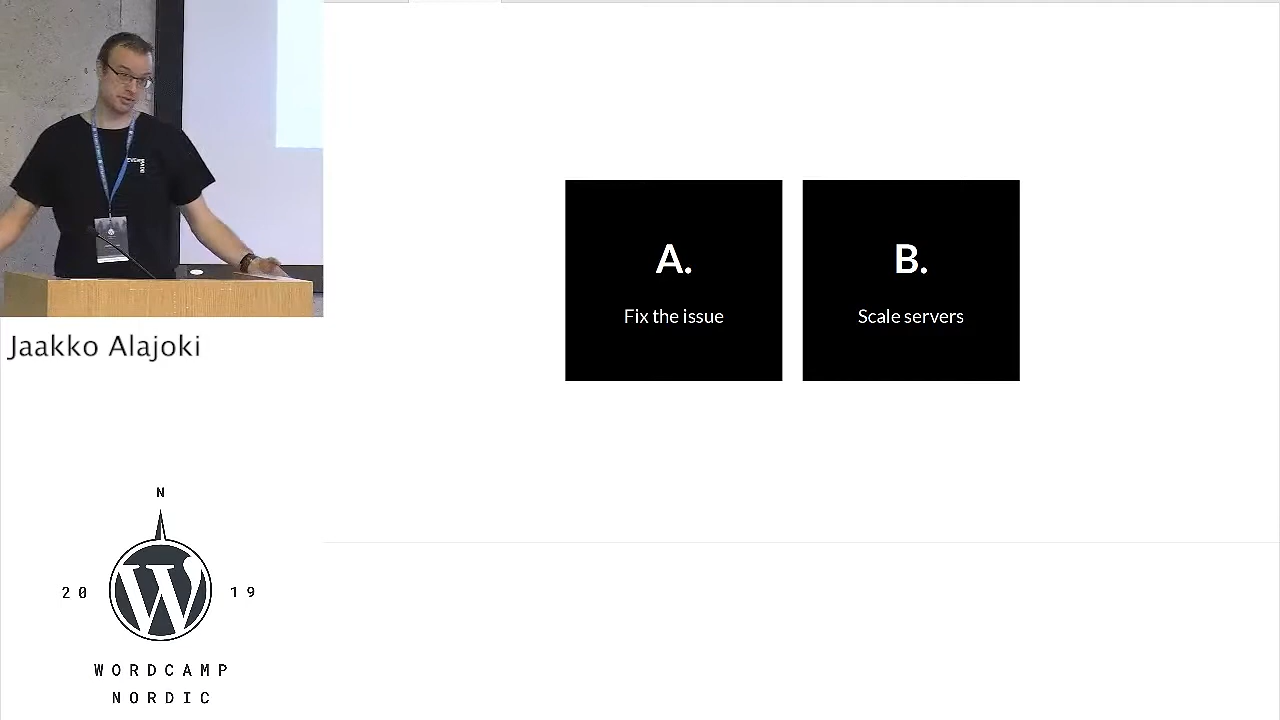 A.
Fix the issue
B.
Scale servers
Jaakko Alajoki
N
20 19
WORDCAMP
NORDIC